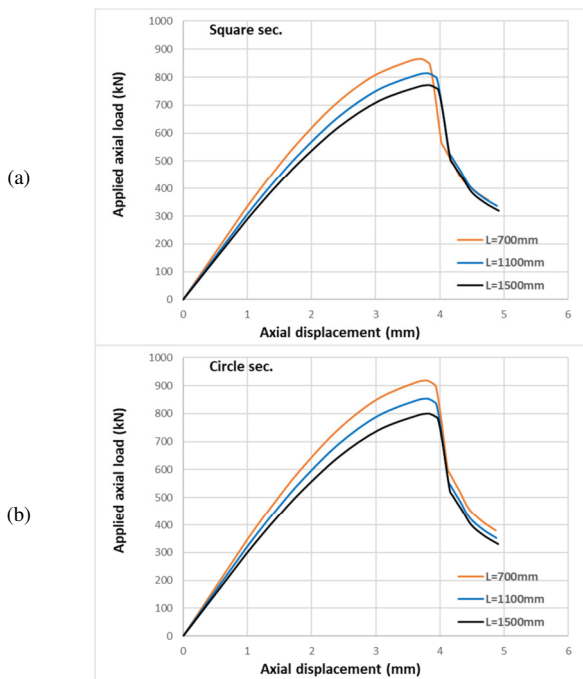 (a)
Square sec.
Applied axial load (kN)
1000
900
800
700
600
500
400
300
200
100
0
0 1 2 3 4 5 6
Axial displacement (mm)
L=700mm
L=1100mm
L=1500mm
(b)
Circle sec.
Applied axial load (kN)
1000
900
800
700
600
500
400
300
200
100
0
0 1 2 3 4 5 6
Axial displacement (mm)
L=700mm
L=1100mm
L=1500mm